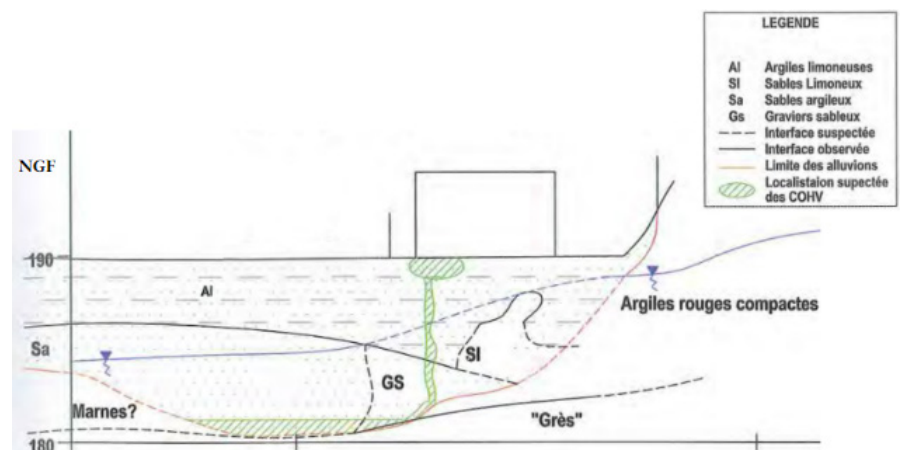 LEGENDE
Al Argiles limoneuses
Sl Sables Limoneux
Sa Sables argileux
Gs Graviers sableux
Interface suspectée
Interface observée
Limite des alluvions
Localistaion supectée
des COHV
NGF
190
Al
Argiles rouges compactes
Sa
Sl
GS
Marnes?
"Grès"
180